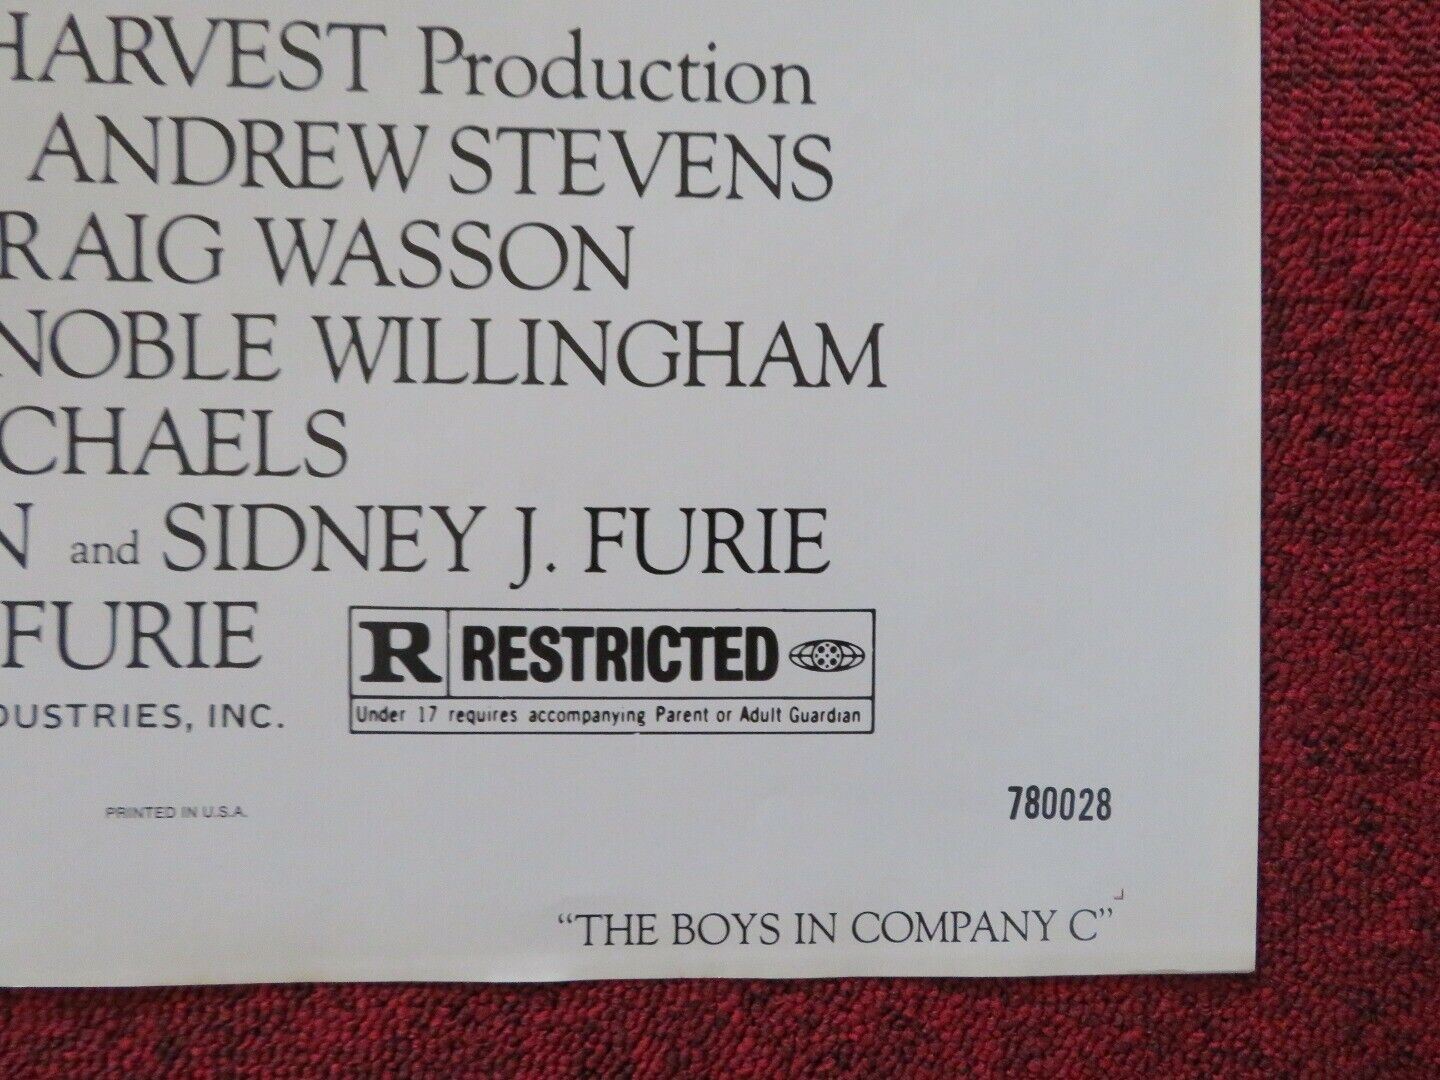 HARVEST Production
ANDREW STEVENS
RAIG WASSON
NOBLE WILLINGHAM
CHAELS
N and SIDNEY J. FURIE
FURIE
R RESTRICTED
Under 17 requires accompanying Parent or Adult Guardian
DUSTRIES, INC.
PRINTED IN U.S.A.
780028
"THE BOYS IN COMPANY C"